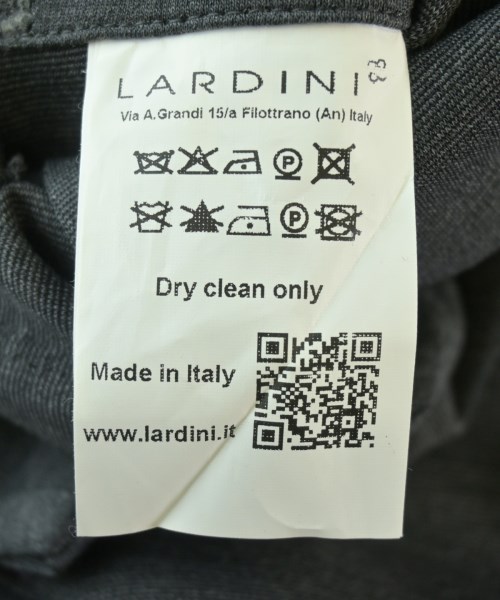 LARDINI
Via A.Grandi 15/a Filottrano (An) Italy
P
P
Dry clean only
Made in Italy
www.lardini.it